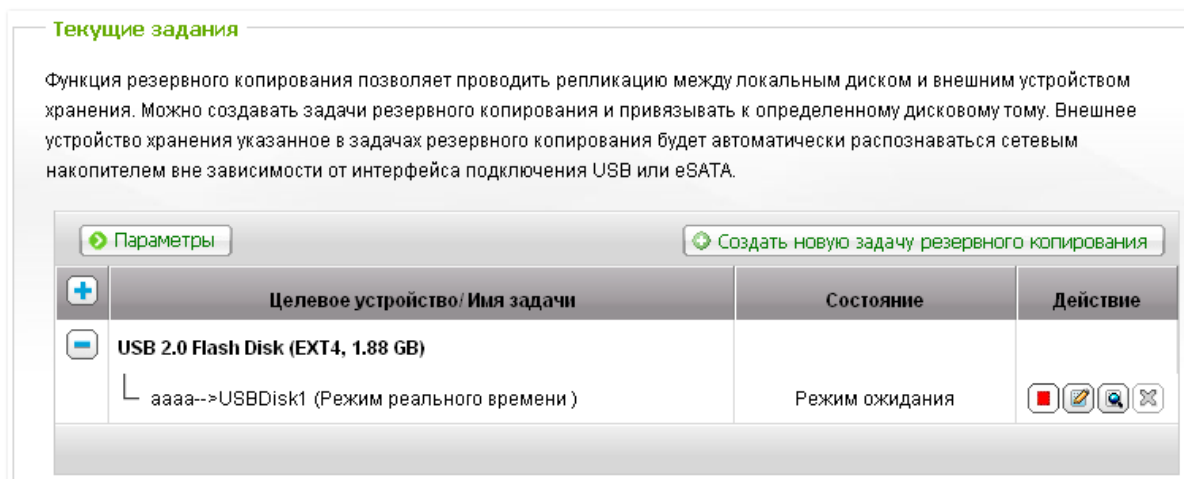 Текущие задания
Функция резервного копирования позволяет проводить репликацию между локальным диском и внешним устройством
хранения. Можно создавать задачи резервного копирования и привязывать к определенному дисковому тому. Внешнее
устройство хранения указанное в задачах резервного копирования будет автоматически распознаваться сетевым
накопителем вне зависимости от интерфейса подключения USB или eSATA.
Параметры
Создать новую задачу резервного копирования
Целевое устройство/ Имя задачи
Состояние
Действие
USB 2.0 Flash Disk (EXT4, 1.88 GB)
aaaa-->USBDisk1 (Режим реального времени )
Режим ожидания